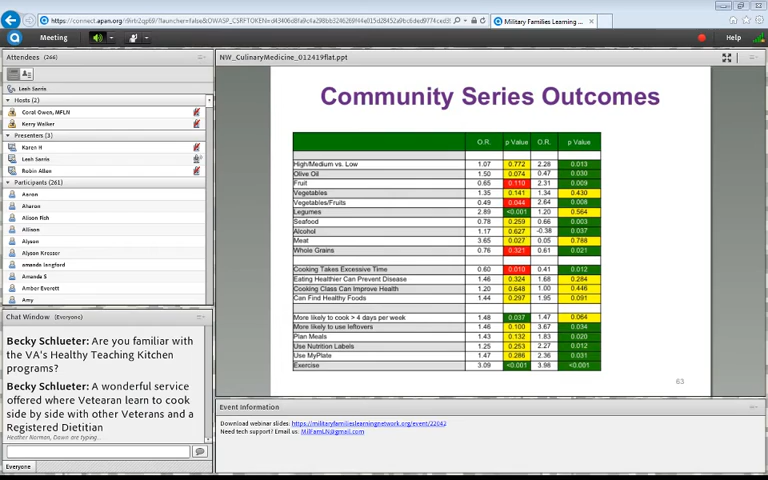 Military Families Learning ...
Meeting
Help
Attendees (266)
Leah Sarris
Hosts (2)
Coral Owen, MFLN
Kerry Walker
Presenters (3)
Karen H
Leah Sarris
Robin Allen
Participants (261)
Aaron
Aharon
Alison Fish
Allison
Alyson
Alyson Kresser
amanda langford
Amanda S
Amber Everett
Amy
Chat Window (Everyone)
Becky Schlueter: Are you familiar
with the VA's Healthy Teaching Kitchen
programs?
Becky Schlueter: A wonderful service
offered where Vetearan learn to cook
side by side with other Veterans and a
Registered Dietitian
Heather Norman, Dawn are typing...
Everyone
NW_CulinaryMedicine_012419flat.ppt
Community Series Outcomes
O.R. p Value O.R. p Value
High/Medium vs. Low 1.07 0.772 2.28 0.013
Olive Oil 1.50 0.074 0.47 0.030
Fruit 0.65 0.110 2.31 0.009
Vegetables 1.35 0.141 1.34 0.430
Vegetables/Fruits 0.49 0.044 2.64 0.008
Legumes 2.89 <0.001 1.20 0.564
Seafood 0.78 0.259 0.66 0.003
Alcohol 1.17 0.627 -0.38 0.037
Meat 3.65 0.027 0.05 0.788
Whole Grains 0.76 0.321 0.61 0.021
Cooking Takes Excessive Time 0.60 0.010 0.41 0.012
Eating Healthier Can Prevent Disease 1.46 0.324 1.68 0.284
Cooking Class Can Improve Health 1.20 0.648 1.00 0.446
Can Find Healthy Foods 1.44 0.297 1.95 0.091
More likely to cook > 4 days per week 1.48 0.037 1.47 0.064
More likely to use leftovers 1.46 0.100 3.67 0.034
Plan Meals 1.43 0.132 1.83 0.020
Use Nutrition Labels 1.25 0.253 2.27 0.012
Use MyPlate 1.47 0.286 2.36 0.031
Exercise 3.09 <0.001 3.98 <0.001
63
Event Information
Download webinar slides: https://militaryfamilieslearningnetwork.org/event/22042
Need tech support? Email us: MilFamLN@gmail.com